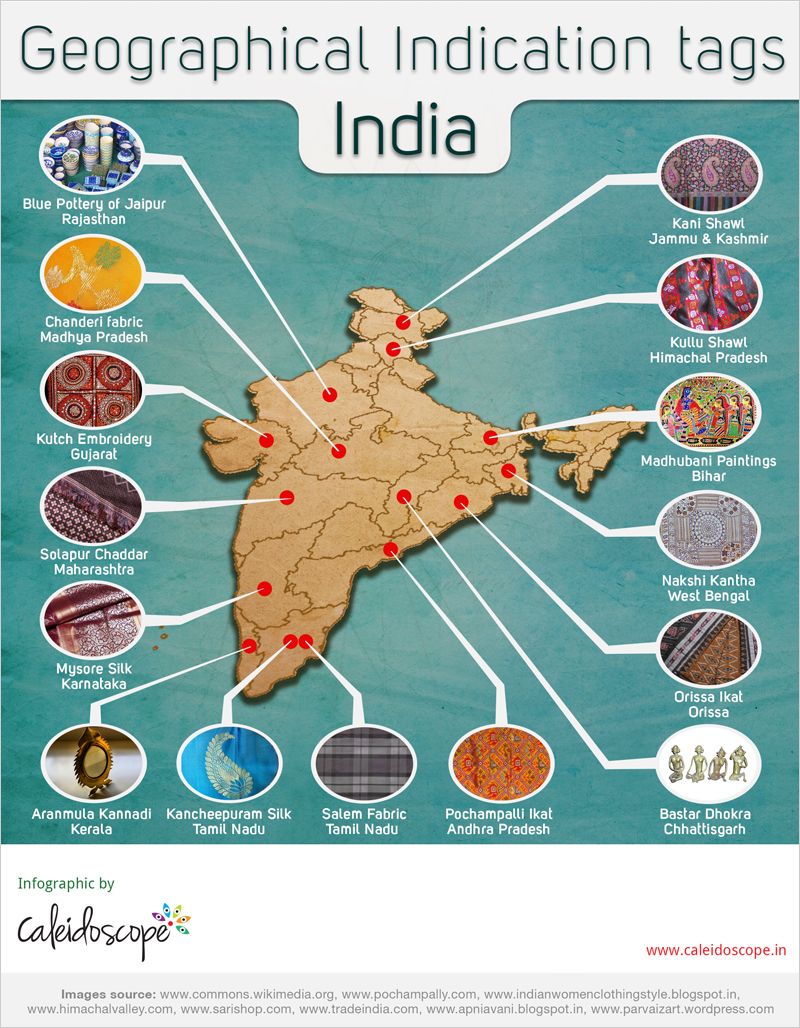 Geographical Indication tags
India
Blue Pottery of Jaipur
Rajasthan
Chanderi fabric
Madhya Pradesh
Kutch Embroidery
Gujarat
Solapur Chaddar
Maharashtra
Mysore Silk
Karnataka
Kani Shawl
Jammu & Kashmir
Kullu Shawl
Himachal Pradesh
Madhubani Paintings
Bihar
Nakshi Kantha
West Bengal
Orissa Ikat
Orissa
Aranmula Kannadi
Kerala
Kancheepuram Silk
Tamil Nadu
Salem Fabric
Tamil Nadu
Pochampalli Ikat
Andhra Pradesh
Bastar Dhokra
Chhattisgarh
Infographic by
caleidoscope
www.caleidoscope.in
Images source: www.commons.wikimedia.org, www.pochampally.com, www.indianwomenclothingstyle.blogspot.in,
www.himachalvalley.com, www.sarishop.com, www.tradeindia.com, www.apniavani.blogspot.in, www.parvaizart.wordpress.com